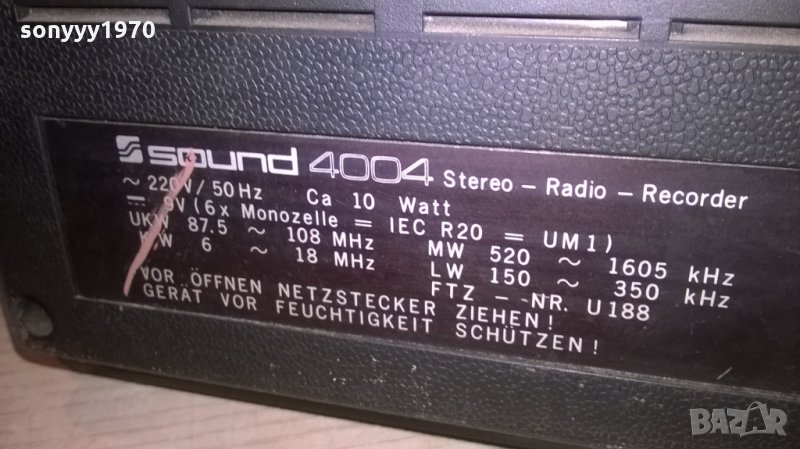 sonyyy1970
sound 4004 Stereo - Radio - Recorder
~ 220V / 50 Hz Ca 10 Watt
9V (6x Monozelle = IEC R20 = UM1)
UKW 87.5 ~ 108 MHz MW 520 ~ 1605 kHz
6 ~ 18 MHz LW 150 ~ 350 kHz
FTZ - NR. U188
VOR ÖFFNEN NETZSTECKER ZIEHEN!
GERÄT VOR FEUCHTIGKEIT SCHÜTZEN!
BAZAR